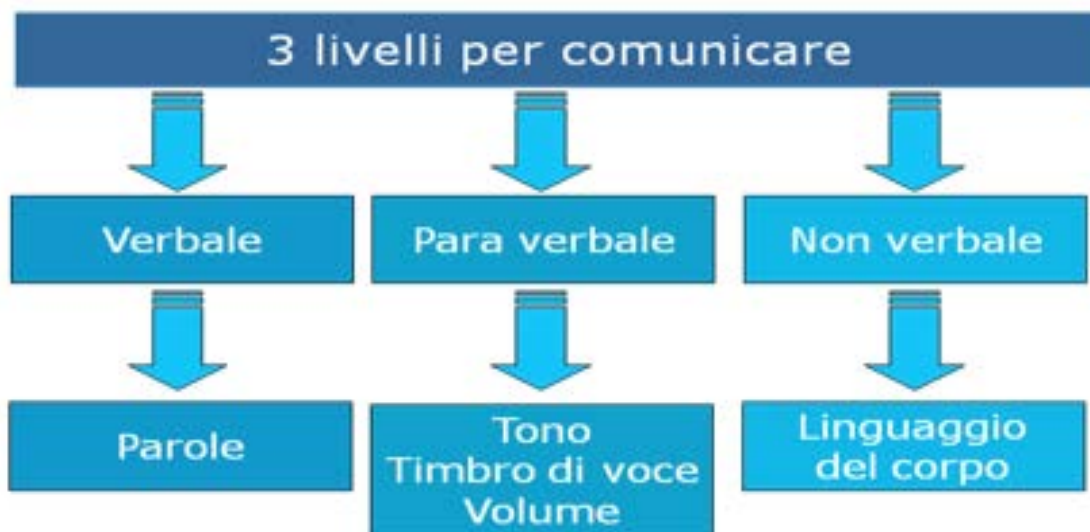 3 livelli per comunicare
Verbale
Para verbale
Non verbale
Parole
Tono
Timbro di voce
Volume
Linguaggio
del corpo